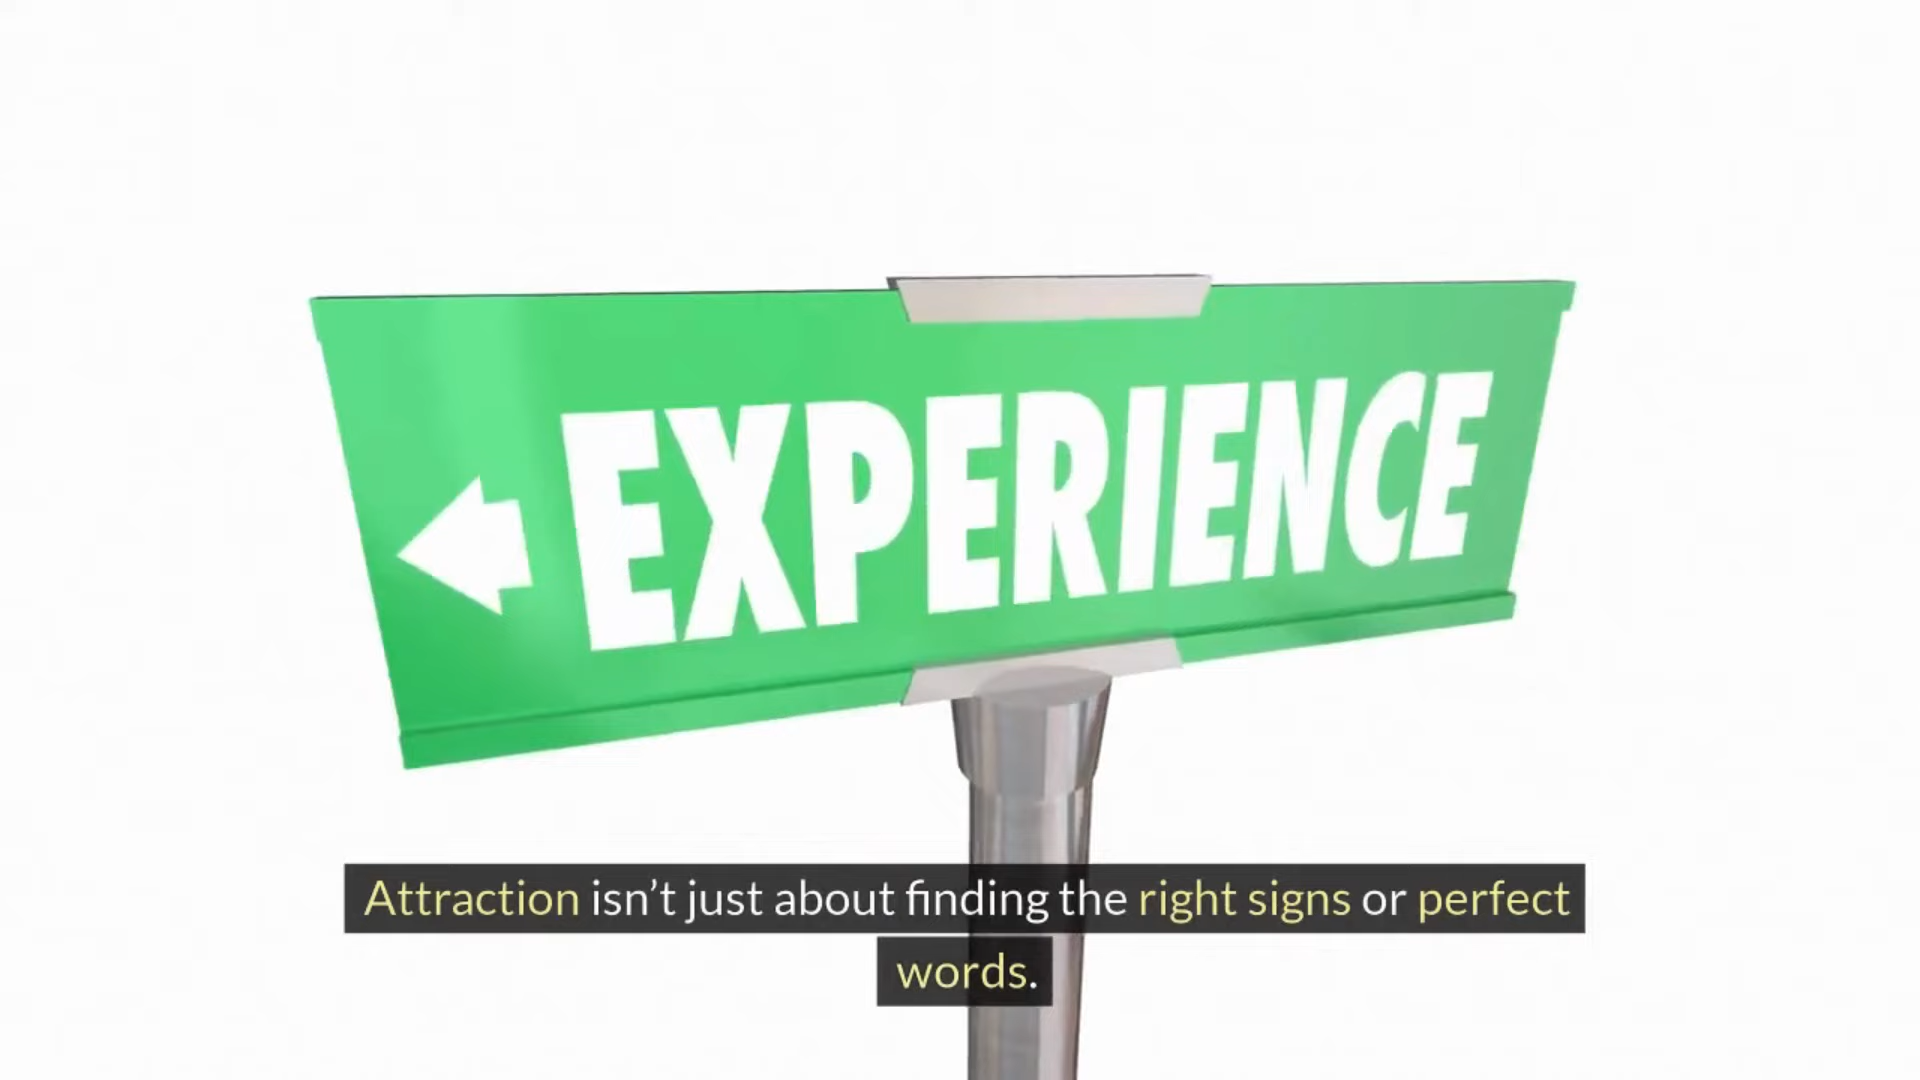 EXPERIENCE
Attraction isn’t just about finding the right signs or perfect
words.